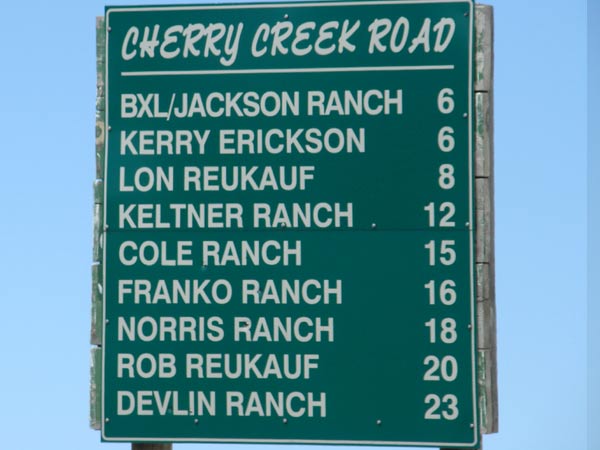 CHERRY CREEK ROAD
BXL/JACKSON RANCH 6
KERRY ERICKSON 6
LON REUKAUF 8
KELTNER RANCH 12
COLE RANCH 15
FRANKO RANCH 16
NORRIS RANCH 18
ROB REUKAUF 20
DEVLIN RANCH 23